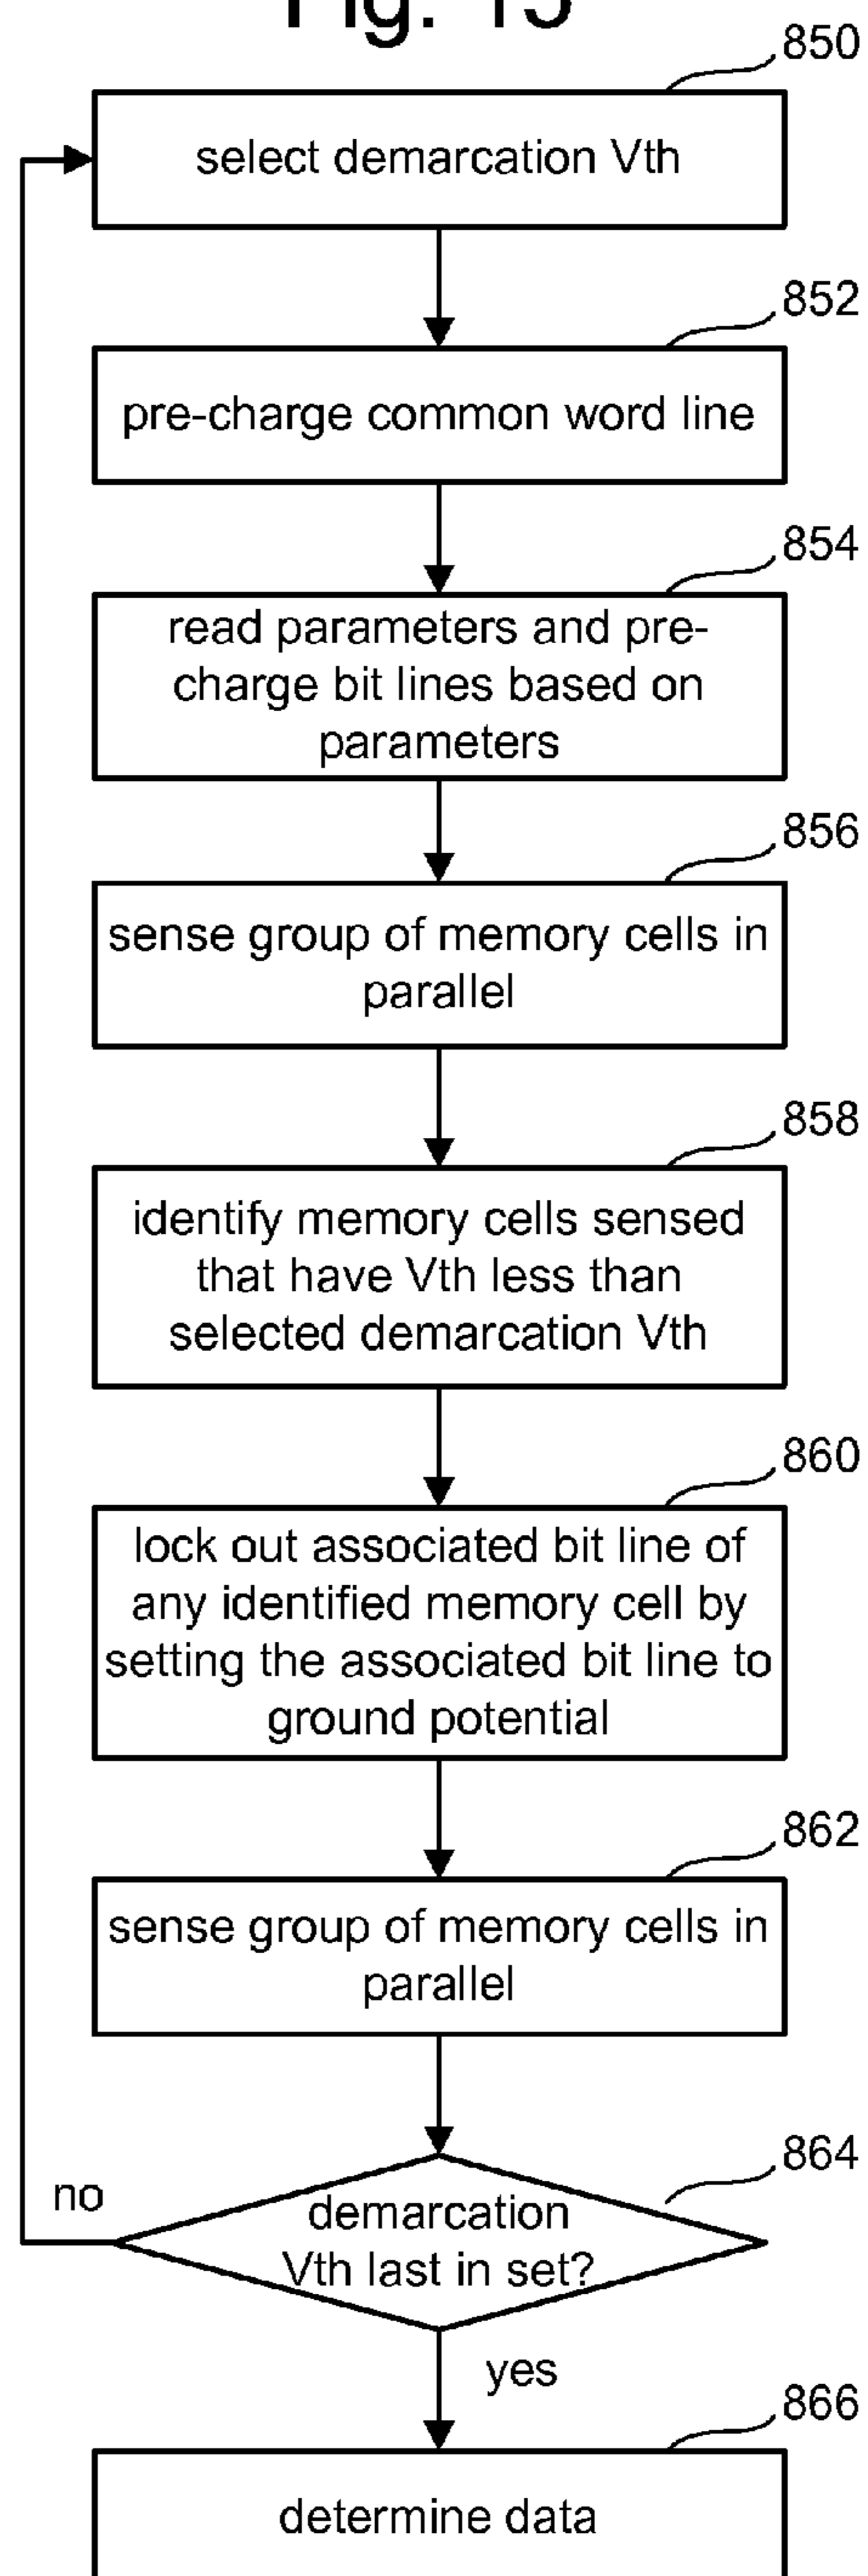 Fig. 15
850
select demarcation Vth
852
pre-charge common word line
854
read parameters and pre-
charge bit lines based on
parameters
856
sense group of memory cells in
parallel
858
identify memory cells sensed
that have Vth less than
selected demarcation Vth
860
lock out associated bit line of
any identified memory cell by
setting the associated bit line to
ground potential
862
sense group of memory cells in
parallel
864
no
demarcation
Vth last in set?
yes
866
determine data